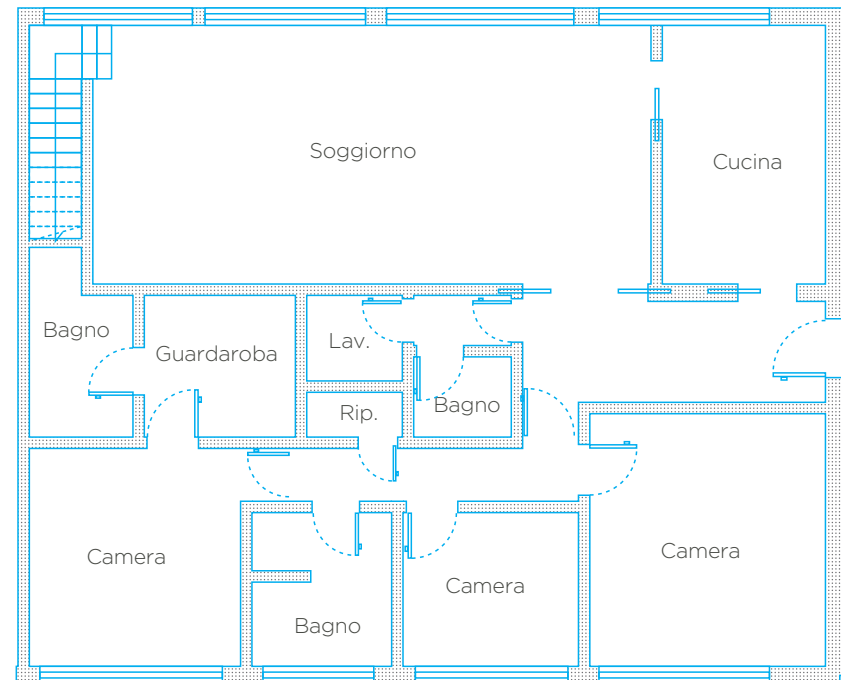 Soggiorno
Cucina
Bagno
Guardaroba
Lav.
Rip.
Bagno
Camera
Camera
Camera
Bagno